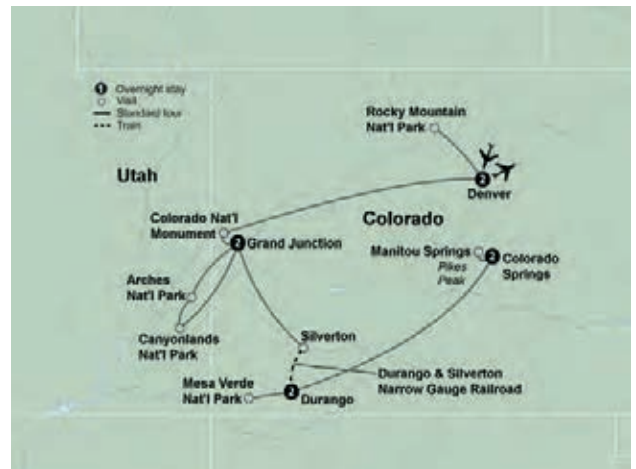 1 Overnight stay
Visit
Standard tour
Train
Rocky Mountain
Nat'l Park
Utah
2
Denver
Colorado Nat'l
Monument
Colorado
2 Grand Junction
Manitou Springs
Pikes
Peak
2 Colorado
Springs
Arches
Nat'l Park
Canyonlands
Nat'l Park
Silverton
Durango & Silverton
Narrow Gauge Railroad
Mesa Verde
Nat'l Park
2 Durango